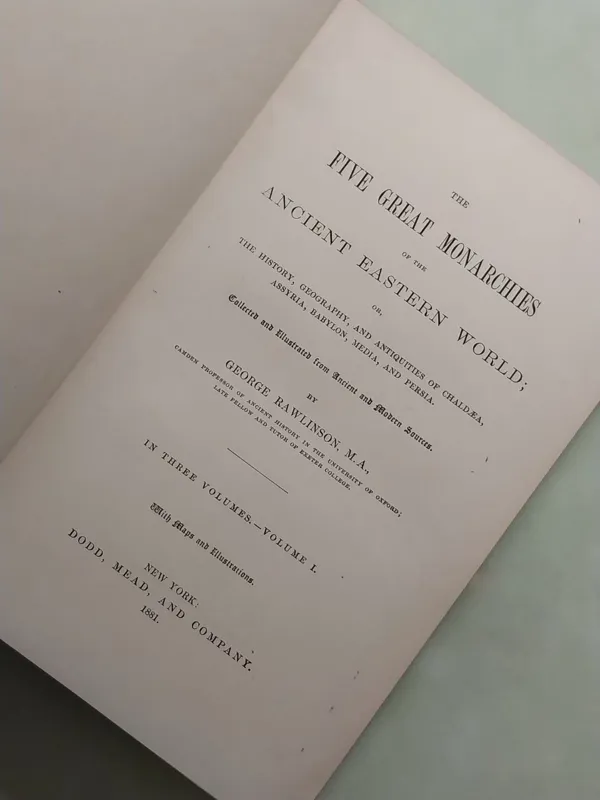 THE
FIVE GREAT MONARCHIES
OF THE
ANCIENT EASTERN WORLD;
OR,
THE HISTORY, GEOGRAPHY, AND ANTIQUITIES OF CHALDÆA,
ASSYRIA, BABYLON, MEDIA, AND PERSIA.
Collected and Illustrated from Ancient and Modern Sources.
BY
GEORGE RAWLINSON, M.A.,
CAMDEN PROFESSOR OF ANCIENT HISTORY IN THE UNIVERSITY OF OXFORD;
LATE FELLOW AND TUTOR OF EXETER COLLEGE.
IN THREE VOLUMES.—VOLUME I.
With Maps and Illustrations.
NEW YORK:
DODD, MEAD, AND COMPANY.
1881.